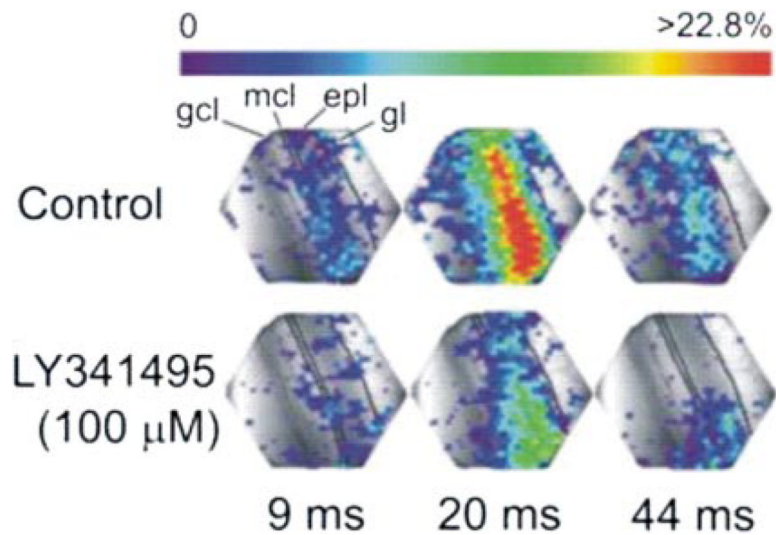 0 >22.8%
mcl epl
gcl gl
Control
LY341495
(100 μM)
9 ms 20 ms 44 ms